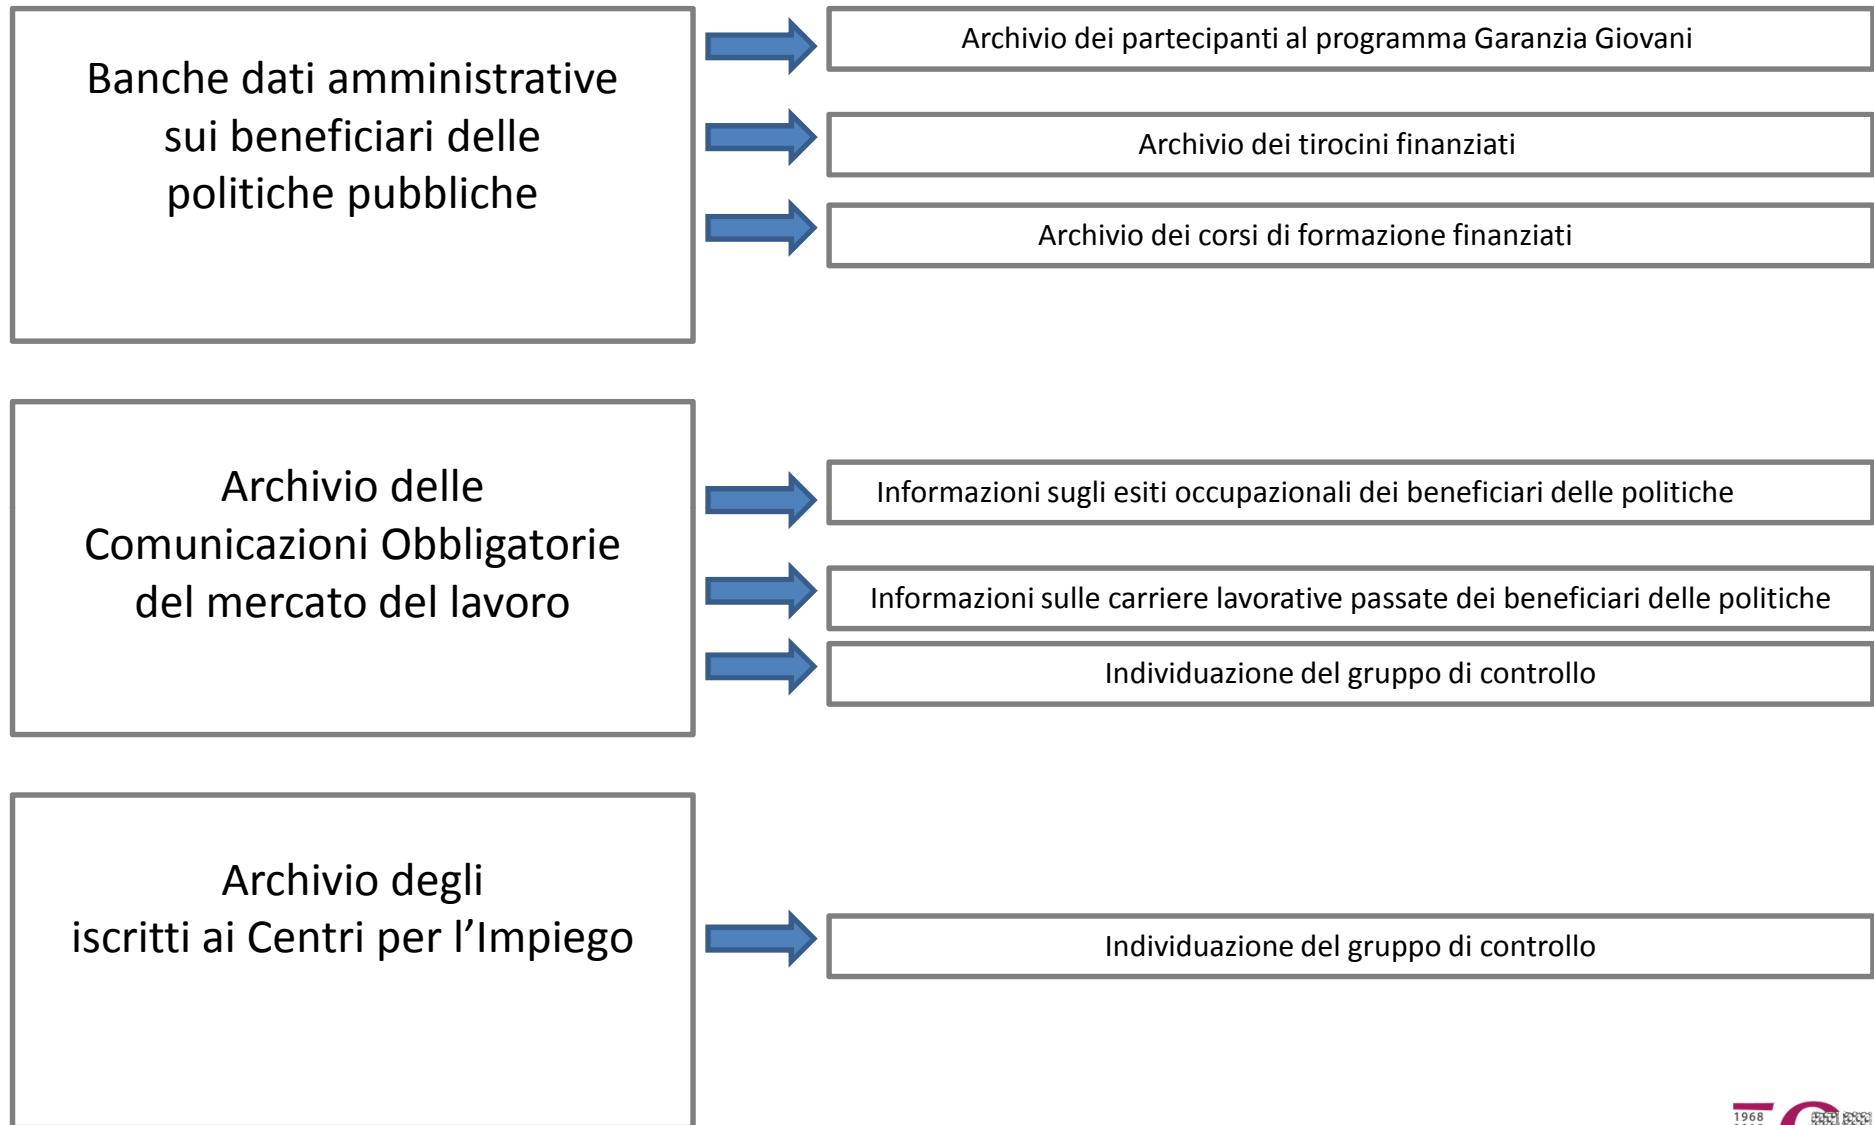 Banche dati amministrative
sui beneficiari delle
politiche pubbliche
Archivio dei partecipanti al programma Garanzia Giovani
Archivio dei tirocini finanziati
Archivio dei corsi di formazione finanziati
Archivio delle
Comunicazioni Obbligatorie
del mercato del lavoro
Informazioni sugli esiti occupazionali dei beneficiari delle politiche
Informazioni sulle carriere lavorative passate dei beneficiari delle politiche
Individuazione del gruppo di controllo
Archivio degli
iscritti ai Centri per l’Impiego
Individuazione del gruppo di controllo
1968